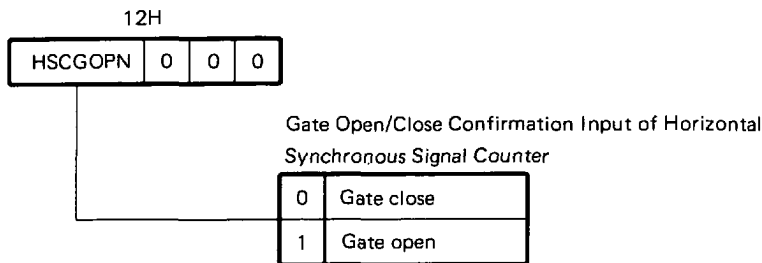 12H
HSCGOPN 0 0 0
Gate Open/Close Confirmation Input of Horizontal
Synchronous Signal Counter
0 Gate close
1 Gate open